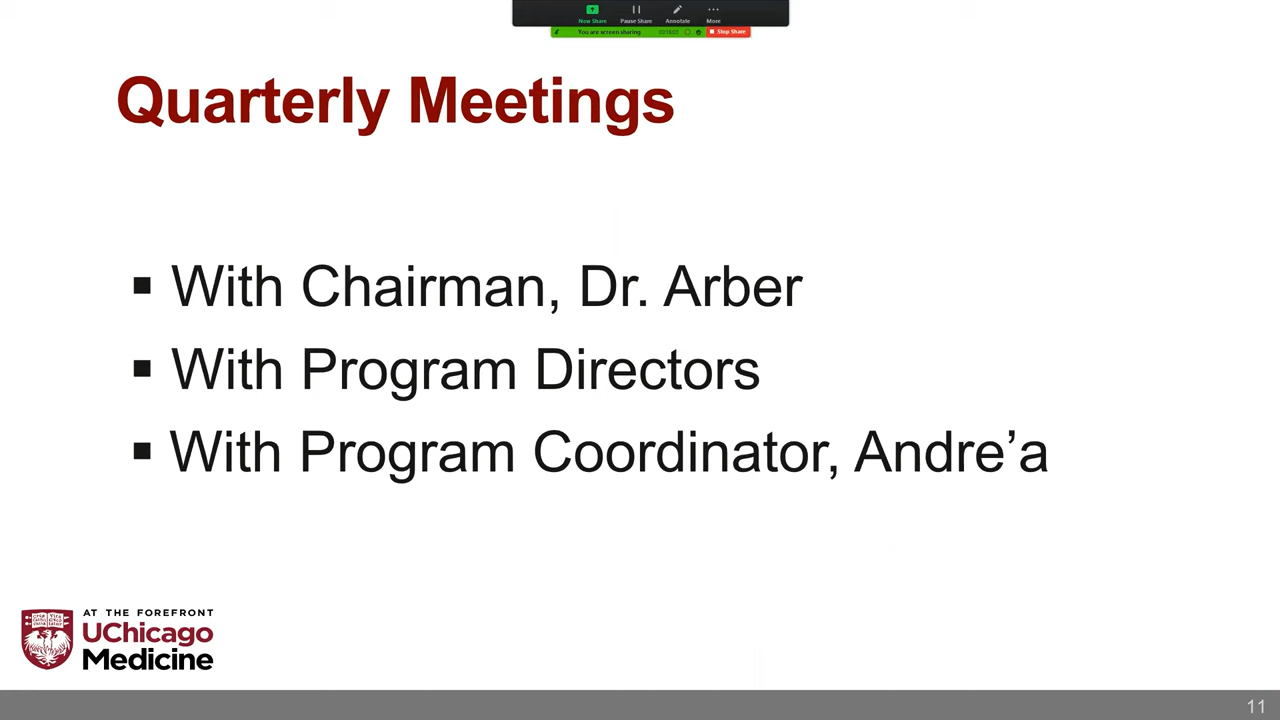 New Share Pause Share Annotate More
You are screen sharing Stop Share
Quarterly Meetings
▪ With Chairman, Dr. Arber
▪ With Program Directors
▪ With Program Coordinator, Andre’a
AT THE FOREFRONT
UChicago
Medicine
11